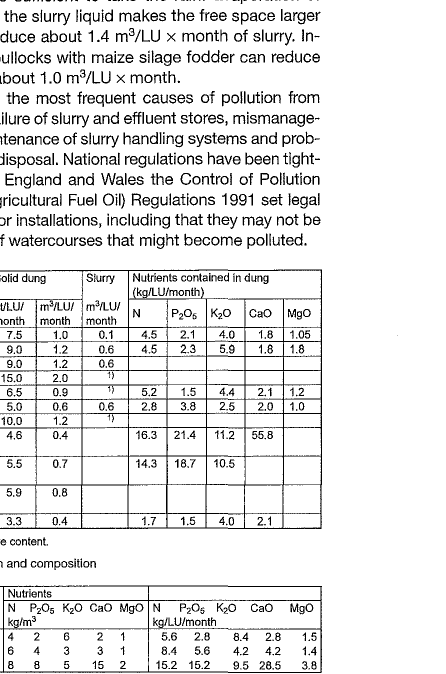 the slurry liquid makes the free space larger
duce about 1.4 m³/LU × month of slurry. In-
ullocks with maize silage fodder can reduce
about 1.0 m³/LU × month.
the most frequent causes of pollution from
ilure of slurry and effluent stores, mismanage-
ntenance of slurry handling systems and prob-
disposal. National regulations have been tight-
England and Wales the Control of Pollution
gricultural Fuel Oil) Regulations 1991 set legal
or installations, including that they may not be
f watercourses that might become polluted.
olid dung Slurry Nutrients contained in dung
(kg/LU/month)
t/LU/ m³/LU/ m³/LU/ N P₂O₅ K₂O CaO MgO
onth month month
7.5 1.0 0.1 4.5 2.1 4.0 1.8 1.05
9.0 1.2 0.6 4.5 2.3 5.9 1.8 1.8
9.0 1.2 0.6
15.0 2.0 1)
6.5 0.9 1) 5.2 1.5 4.4 2.1 1.2
5.0 0.6 0.6 2.8 3.8 2.5 2.0 1.0
10.0 1.2 1)
4.6 0.4 16.3 21.4 11.2 55.8
5.5 0.7 14.3 18.7 10.5
5.9 0.8
3.3 0.4 1.7 1.5 4.0 2.1
e content.
n and composition
Nutrients
N P₂O₅ K₂O CaO MgO N P₂O₅ K₂O CaO MgO
kg/m³ kg/LU/month
4 2 6 2 1 5.6 2.8 8.4 2.8 1.5
6 4 3 3 1 8.4 5.6 4.2 4.2 1.4
8 8 5 15 2 15.2 15.2 9.5 28.5 3.8